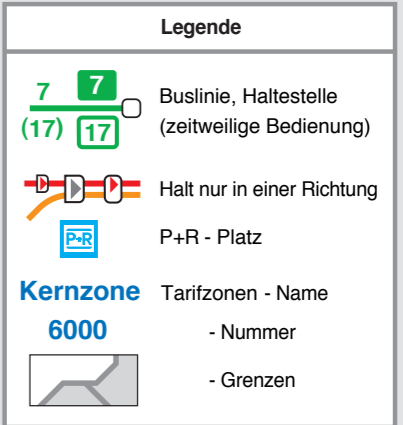 Legende
7 7
Buslinie, Haltestelle
(17) 17
(zeitweilige Bedienung)
Halt nur in einer Richtung
P+R P+R - Platz
Kernzone Tarifzonen - Name
6000 - Nummer
- Grenzen